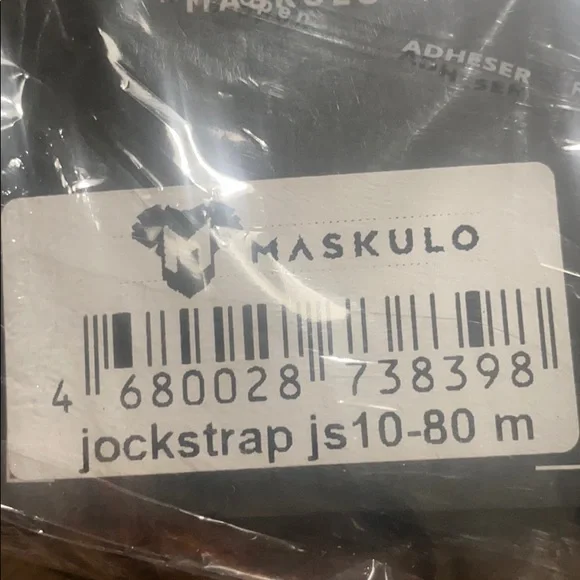 ADHESER
M MASKULO
4 680028 738398
jockstrap js10-80 m